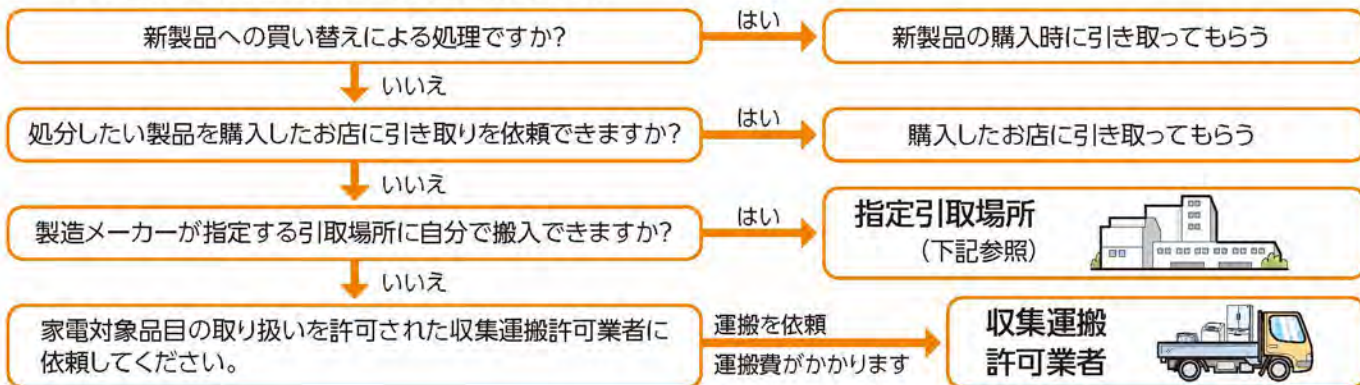 新製品への買い替えによる処理ですか?
はい
新製品の購入時に引き取ってもらう
いいえ
処分したい製品を購入したお店に引き取りを依頼できますか?
はい
購入したお店に引き取ってもらう
いいえ
製造メーカーが指定する引取場所に自分で搬入できますか?
はい
指定引取場所
(下記参照)
いいえ
家電対象品目の取り扱いを許可された収集運搬許可業者に
依頼してください。
運搬を依頼
運搬費がかかります
収集運搬
許可業者